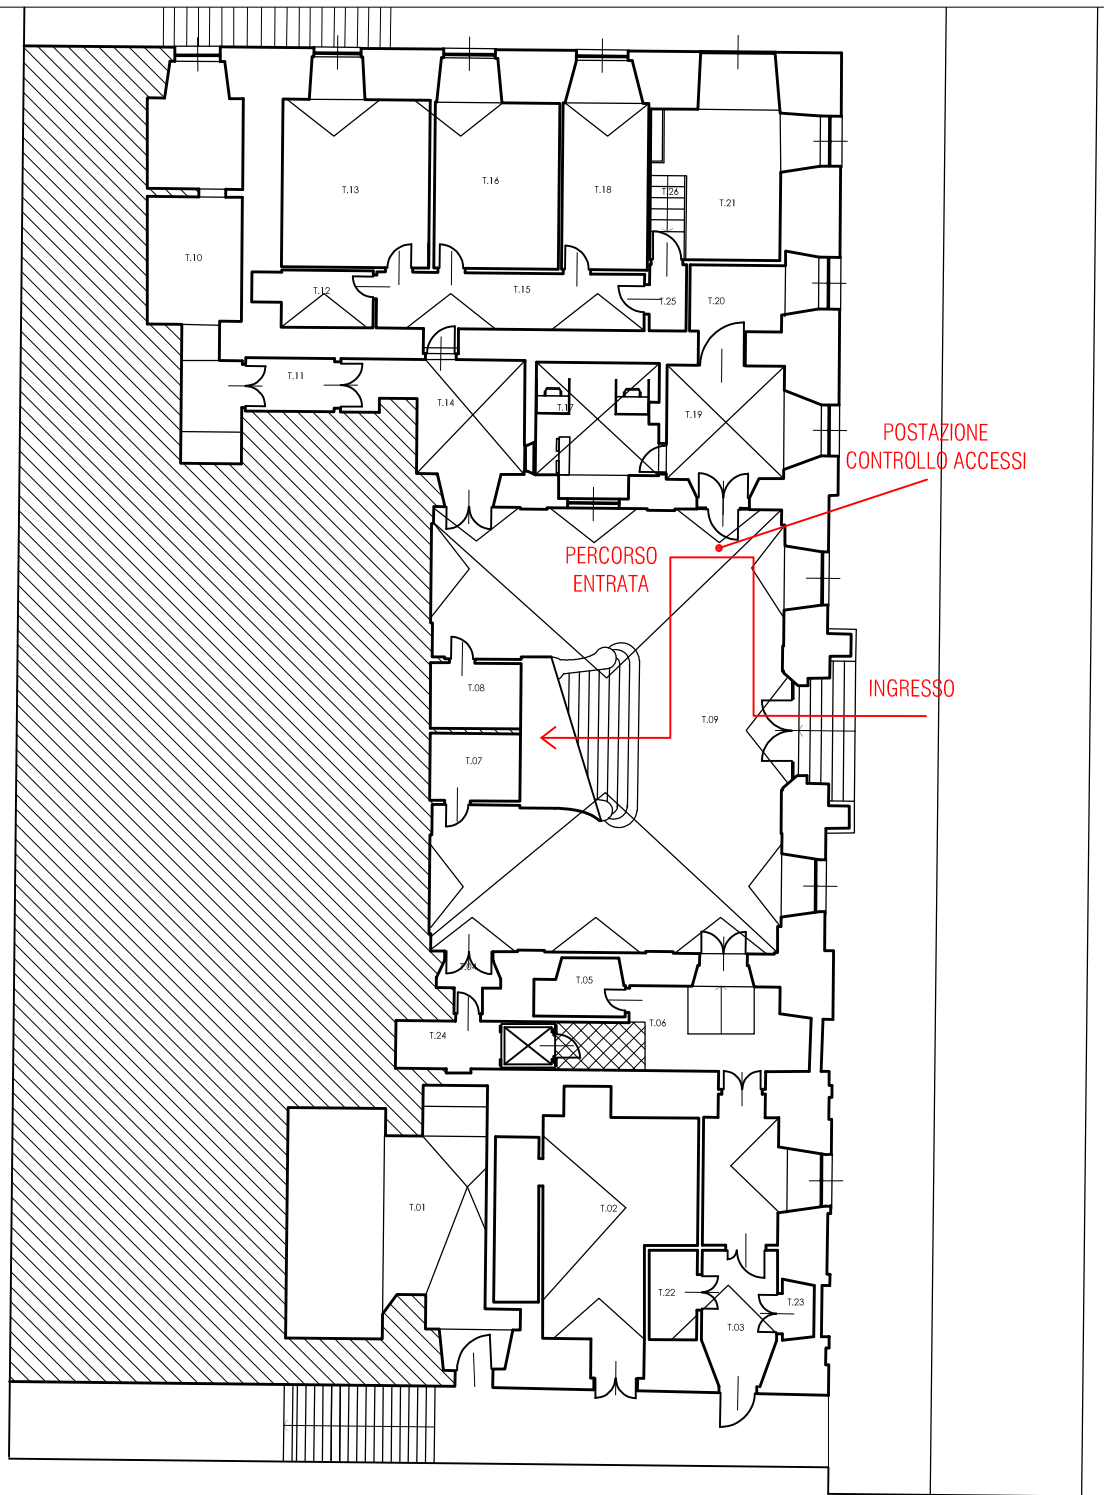 T.13
T.16
T.18
T.26
T.21
T.10
T.12
T.15
T.25
T.20
T.11
T.14
T.17
T.19
POSTAZIONE
CONTROLLO ACCESSI
PERCORSO
ENTRATA
T.08
INGRESSO
T.09
T.07
T.04
T.05
T.06
T.24
T.01
T.02
T.22
T.23
T.03